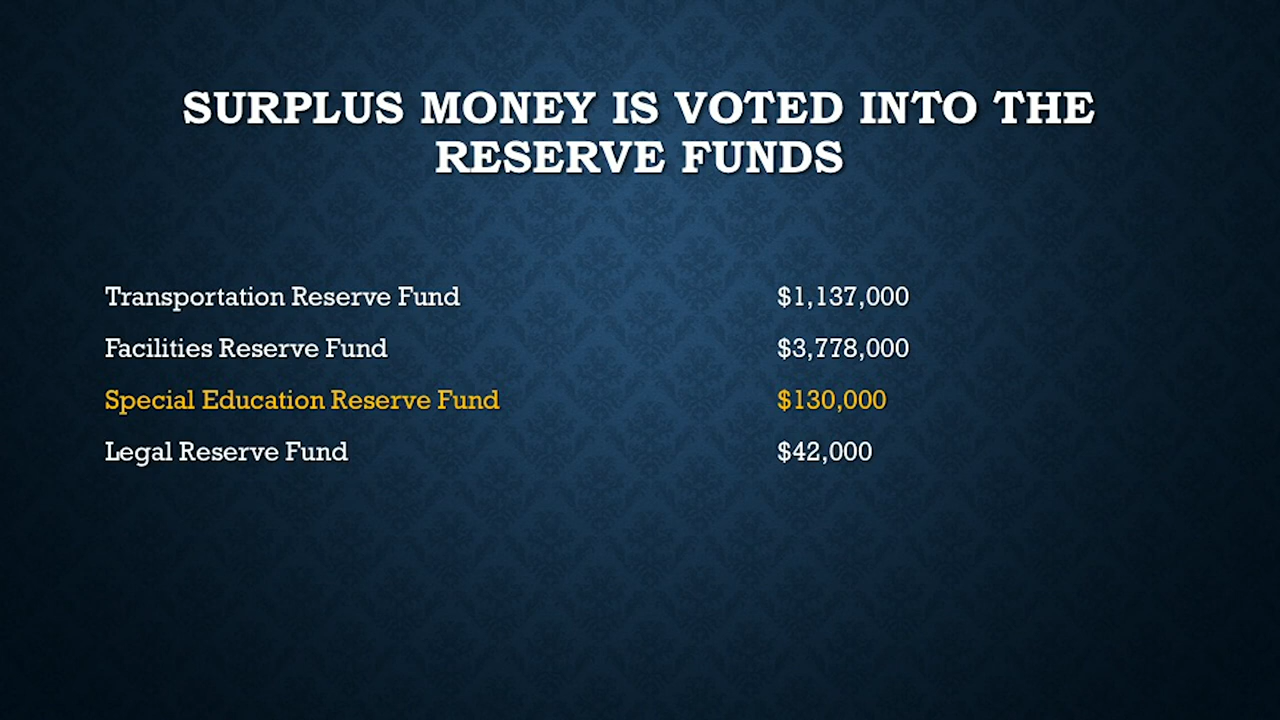 SURPLUS MONEY IS VOTED INTO THE
RESERVE FUNDS
Transportation Reserve Fund $1,137,000
Facilities Reserve Fund $3,778,000
Special Education Reserve Fund $130,000
Legal Reserve Fund $42,000